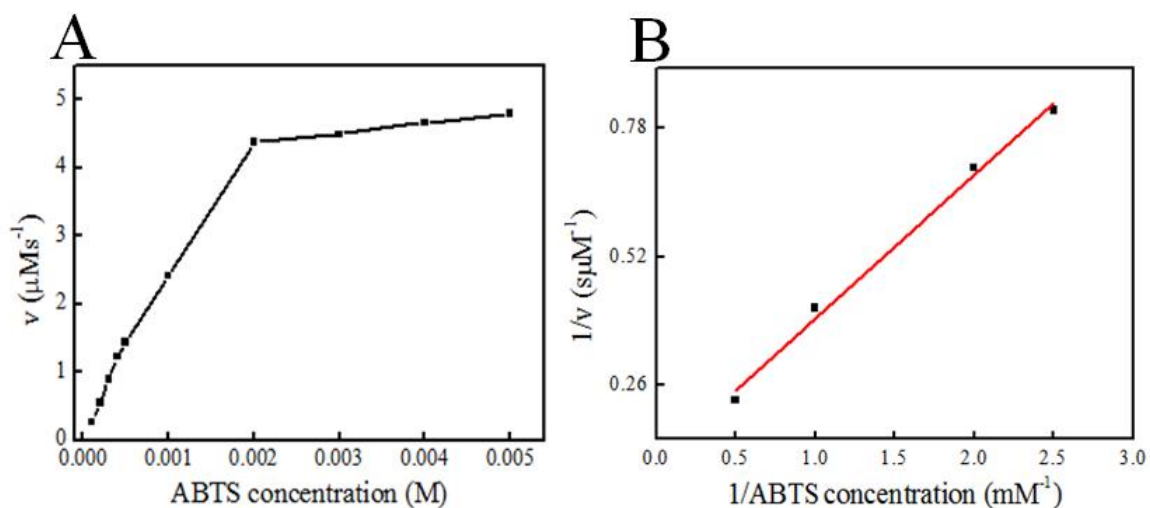 A
5
4
3
2
1
0
v (μMs⁻¹)
0.000 0.001 0.002 0.003 0.004 0.005
ABTS concentration (M)
B
0.78
0.52
0.26
1/v (sμM⁻¹)
0.0 0.5 1.0 1.5 2.0 2.5 3.0
1/ABTS concentration (mM⁻¹)